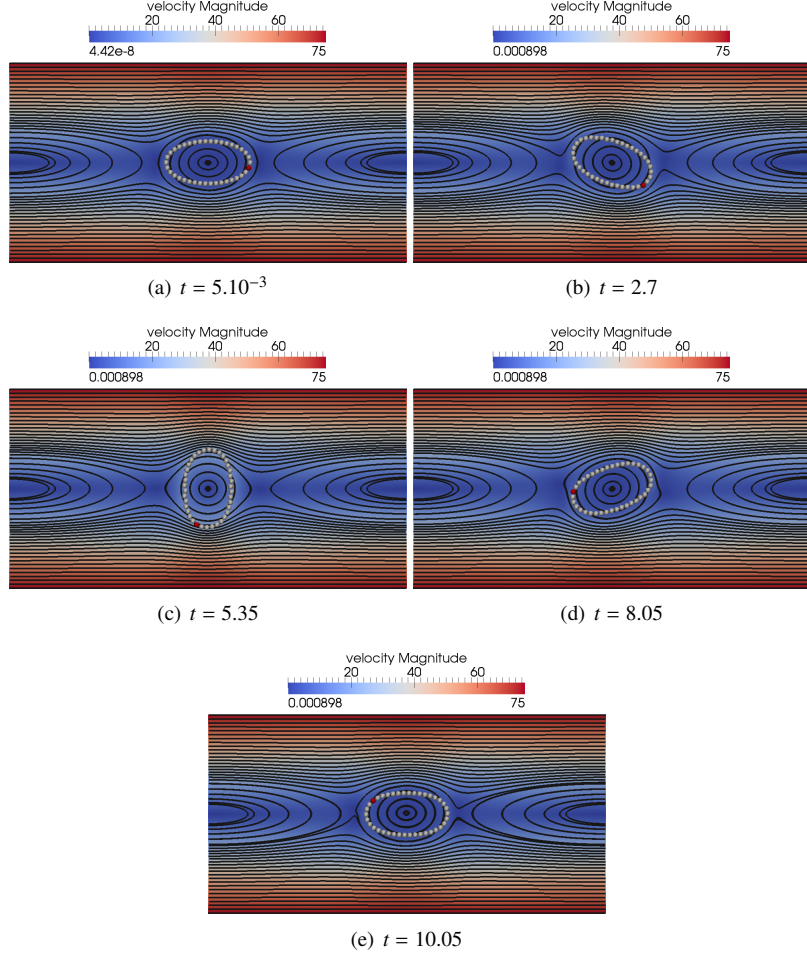 velocity Magnitude
20 40 60
4.42e-8 75
velocity Magnitude
20 40 60
0.000898 75
(a) t = 5.10⁻³
(b) t = 2.7
velocity Magnitude
20 40 60
0.000898 75
velocity Magnitude
20 40 60
0.000898 75
(c) t = 5.35
(d) t = 8.05
velocity Magnitude
20 40 60
0.000898 75
(e) t = 10.05